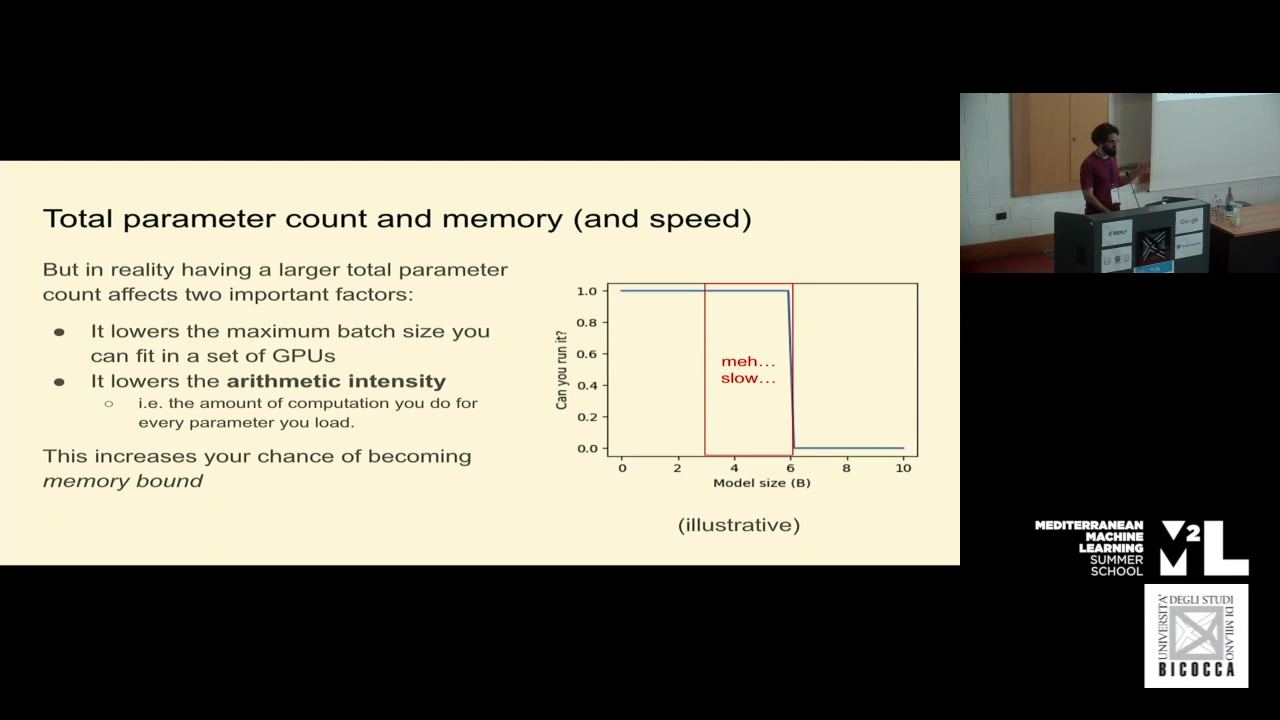 Total parameter count and memory (and speed)
But in reality having a larger total parameter
count affects two important factors:
● It lowers the maximum batch size you
can fit in a set of GPUs
● It lowers the arithmetic intensity
○ i.e. the amount of computation you do for
every parameter you load.
This increases your chance of becoming
memory bound
Can you run it?
1.0
0.8
0.6
0.4
0.2
0.0
meh...
slow...
0 2 4 6 8 10
Model size (B)
(illustrative)
Google
MEDITERRANEAN
MACHINE
LEARNING
SUMMER
SCHOOL
M2L
UNIVERSITÀ
DEGLI STUDI
DI MILANO
BICOCCA